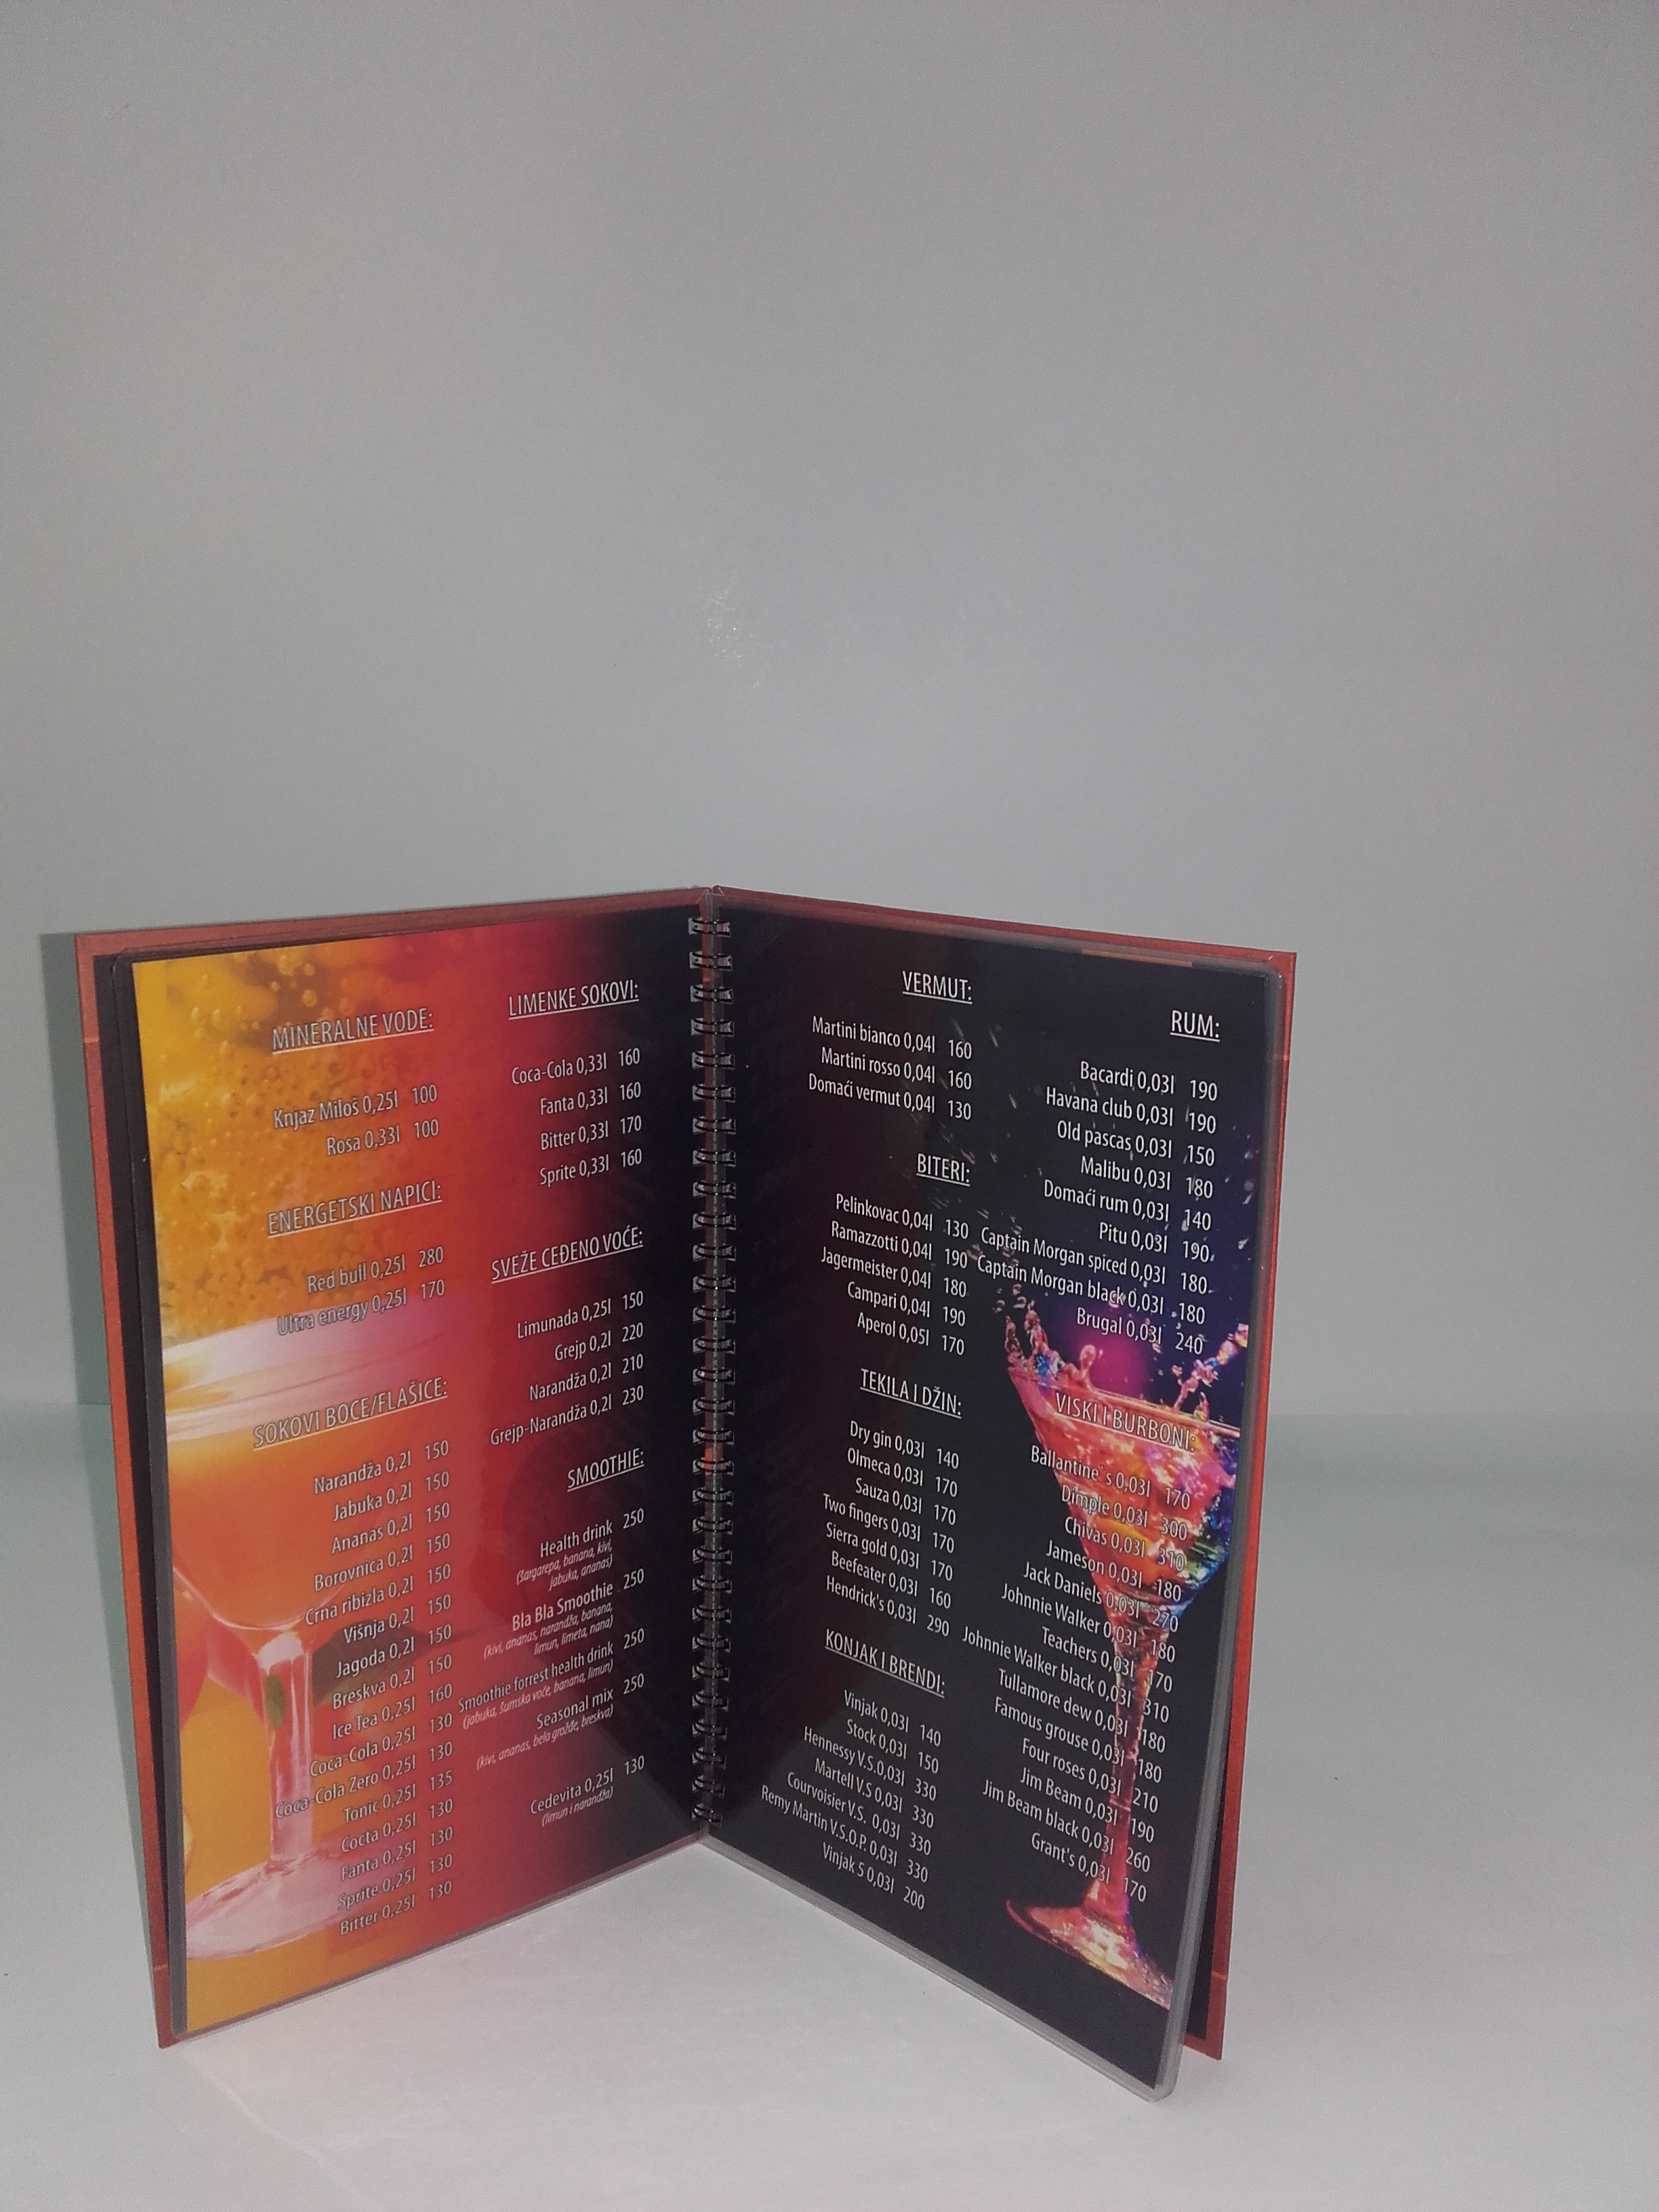 MINERALNE VODE:
Knjaz Miloš 0,25l 100
Rosa 0,33l 100
ENERGETSKI NAPICI:
Red bull 0,25l 280
Ultra energy 0,25l 170
SOKOVI BOCE/FLAŠICE:
Narandža 0,2l 150
Jabuka 0,2l 150
Ananas 0,2l 150
Borovnica 0,2l 150
Crna ribizla 0,2l 150
Višnja 0,2l 150
Jagoda 0,2l 150
Breskva 0,2l 150
Ice Tea 0,25l 160
Coca-Cola 0,25l 130
Coca-Cola Zero 0,25l 130
Tonic 0,25l 135
Cocta 0,25l 130
Fanta 0,25l 130
Sprite 0,25l 130
Bitter 0,25l 130
LIMENKE SOKOVI:
Coca-Cola 0,33l 160
Fanta 0,33l 160
Bitter 0,33l 170
Sprite 0,33l 160
SVEŽE CEĐENO VOĆE:
Limunada 0,25l 150
Grejp 0,2l 220
Narandža 0,2l 210
Grejp-Narandža 0,2l 230
SMOOTHIE:
Health drink 250
(šargarepa, banana, kivi,
jabuka, ananas)
Bla Bla Smoothie 250
(kivi, ananas, narandža, banana,
limun, limeta, nana)
Smoothie forrest health drink 250
(jabuka, šumsko voće, banana, limun)
Seasonal mix 250
(kivi, ananas, belo grožđe, breskva)
Cedevita 0,25l 130
(limun i narandža)
VERMUT:
Martini bianco 0,04l 160
Martini rosso 0,04l 160
Domaći vermut 0,04l 130
BITERI:
Pelinkovac 0,04l 130
Ramazzotti 0,04l 190
Jagermeister 0,04l 180
Campari 0,04l 190
Aperol 0,05l 170
TEKILA I DŽIN:
Dry gin 0,03l 140
Olmeca 0,03l 170
Sauza 0,03l 170
Two fingers 0,03l 170
Sierra gold 0,03l 170
Beefeater 0,03l 160
Hendrick's 0,03l 290
KONJAK I BRENDI:
Vinjak 0,03l 140
Stock 0,03l 150
Hennessy V.S. 0,03l 330
Martell V.S 0,03l 330
Courvoisier V.S. 0,03l 330
Remy Martin V.S.O.P. 0,03l 330
Vinjak 5 0,03l 200
RUM:
Bacardi 0,03l 190
Havana club 0,03l 190
Old pascas 0,03l 150
Malibu 0,03l 180
Domaći rum 0,03l 140
Pitu 0,03l 190
Captain Morgan spiced 0,03l 180
Captain Morgan black 0,03l 180
Brugal 0,03l 240
VISKI I BURBONI:
Ballantine`s 0,03l 170
Dimple 0,03l 300
Chivas 0,03l 310
Jameson 0,03l 180
Jack Daniels 0,03l 270
Johnnie Walker 0,03l 180
Teachers 0,03l 170
Johnnie Walker black 0,03l 310
Tullamore dew 0,03l 180
Famous grouse 0,03l 180
Four roses 0,03l 210
Jim Beam 0,03l 190
Jim Beam black 0,03l 260
Grant's 0,03l 170